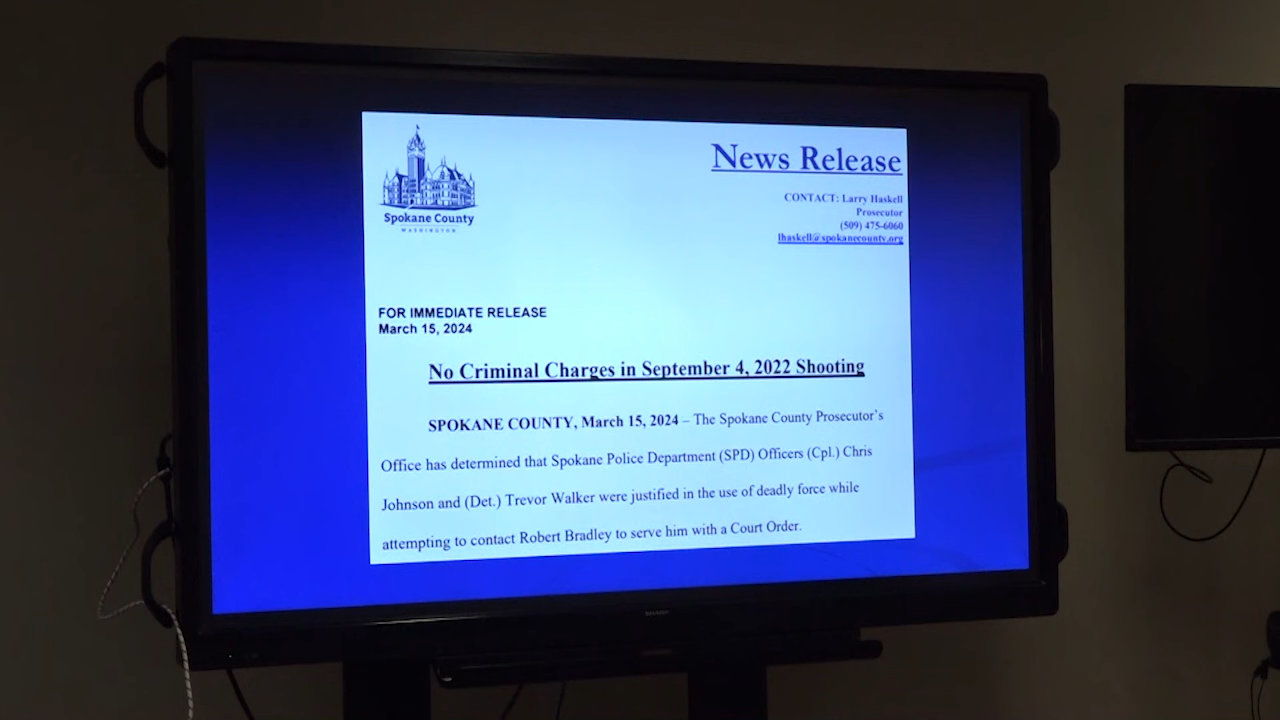 News Release
Spokane County
WASHINGTON
CONTACT: Larry Haskell
Prosecutor
(509) 475-6060
lhaskell@spokanecounty.org
FOR IMMEDIATE RELEASE
March 15, 2024
No Criminal Charges in September 4, 2022 Shooting
SPOKANE COUNTY, March 15, 2024 – The Spokane County Prosecutor's
Office has determined that Spokane Police Department (SPD) Officers (Cpl.) Chris
Johnson and (Det.) Trevor Walker were justified in the use of deadly force while
attempting to contact Robert Bradley to serve him with a Court Order.
SHARP